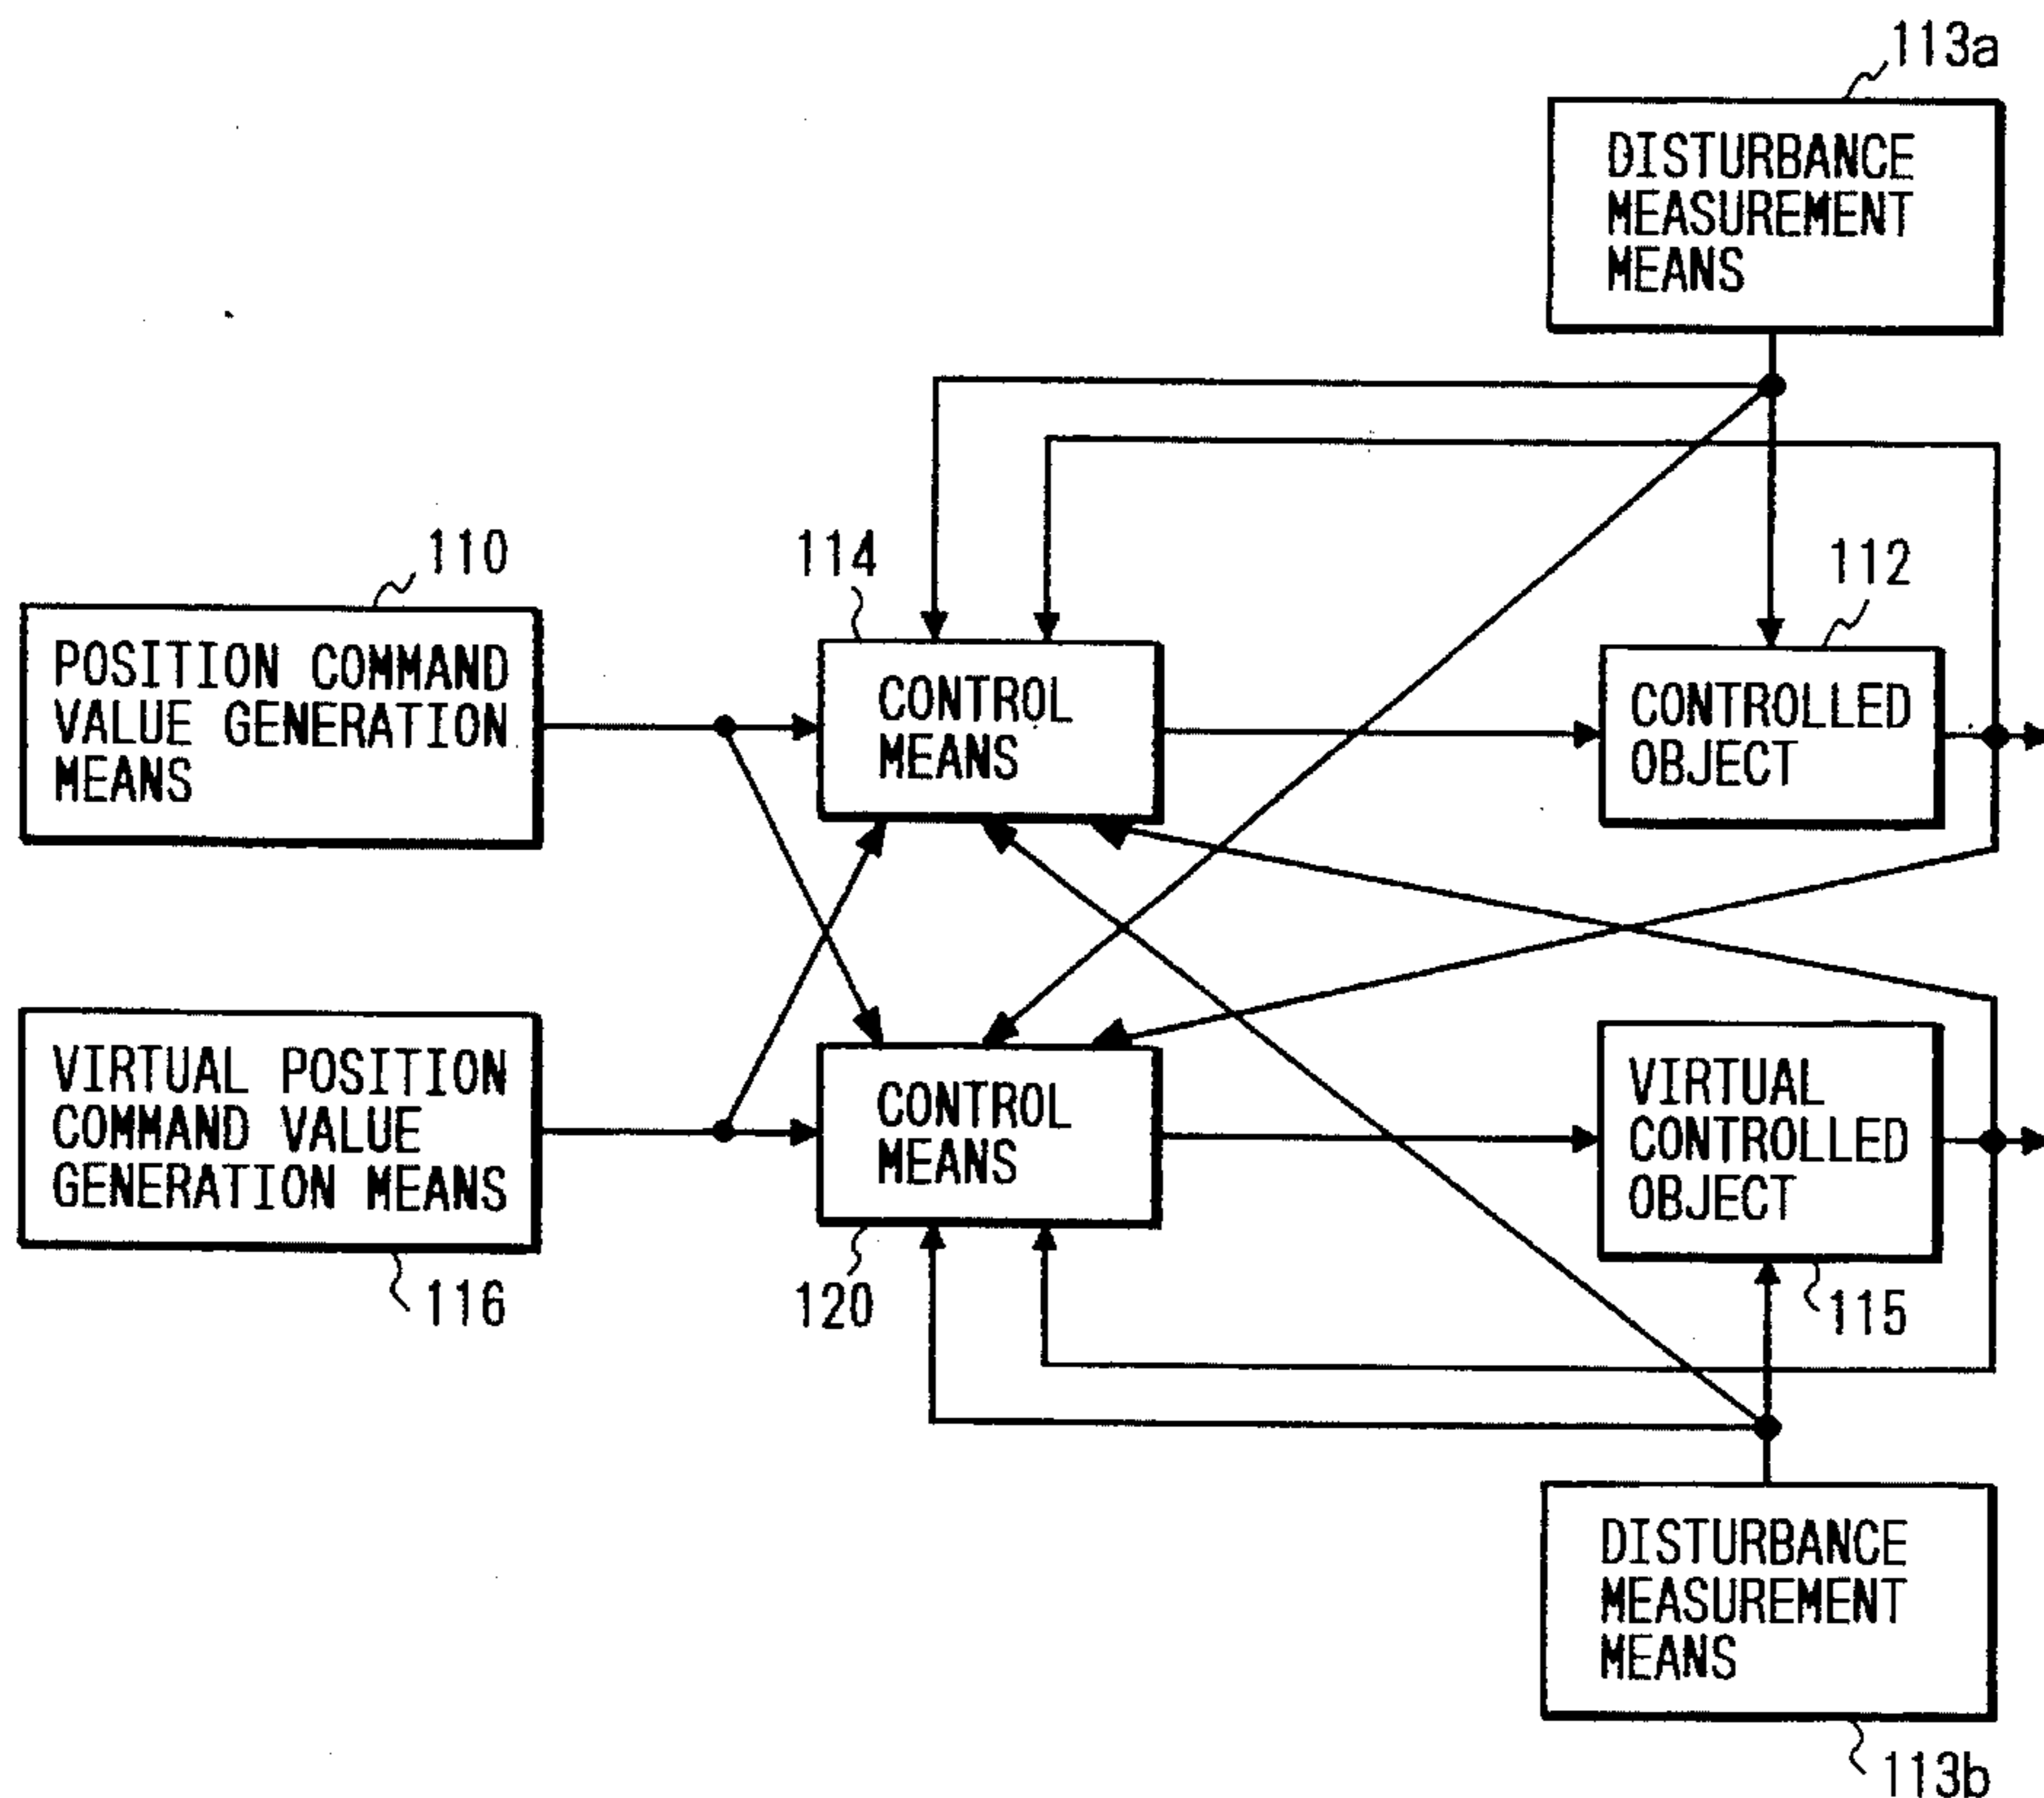 113a
DISTURBANCE
MEASUREMENT
MEANS
110
114
112
POSITION COMMAND
VALUE GENERATION
MEANS
CONTROL
MEANS
CONTROLLED
OBJECT
VIRTUAL POSITION
COMMAND VALUE
GENERATION MEANS
CONTROL
MEANS
VIRTUAL
CONTROLLED
OBJECT
116
120
115
DISTURBANCE
MEASUREMENT
MEANS
113b